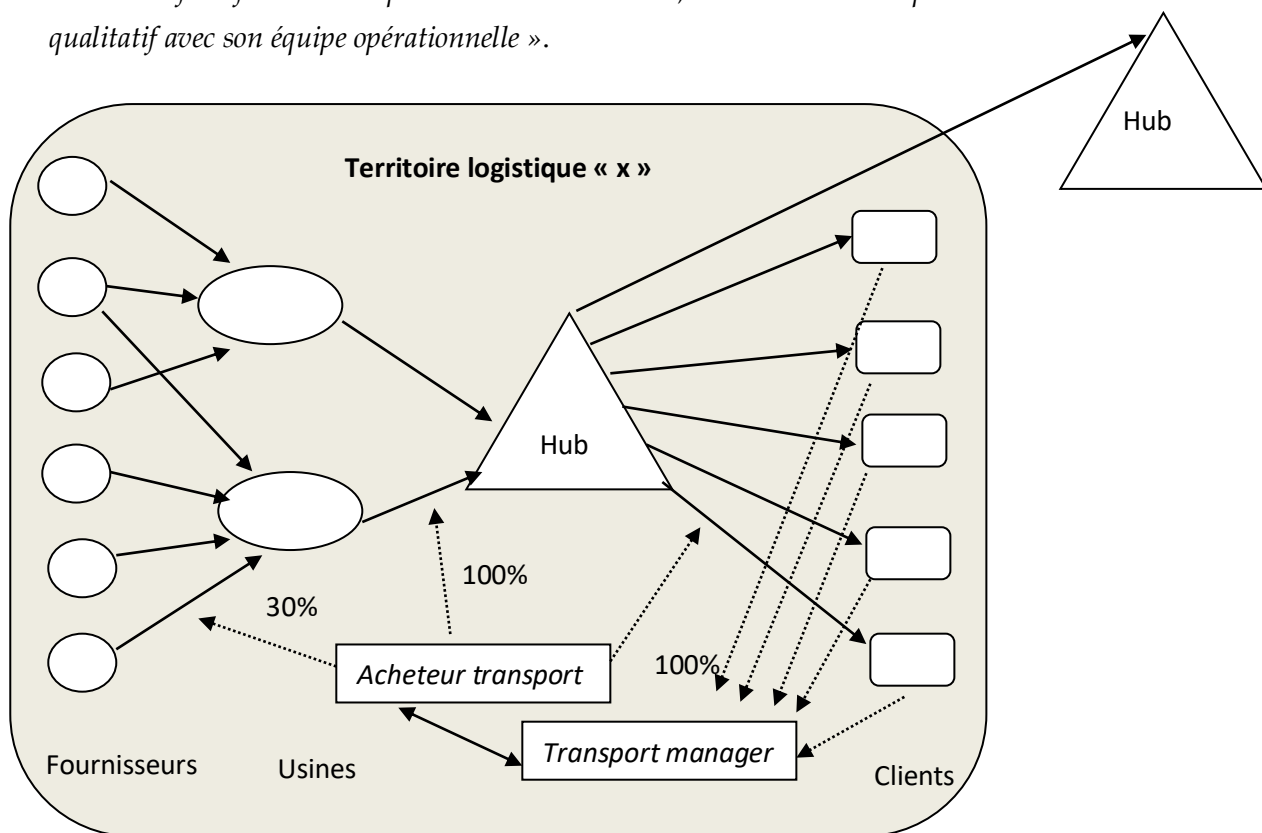 qualitatif avec son équipe opérationnelle ».
Hub
Territoire logistique « x »
Hub
100%
30%
Acheteur transport
100%
Transport manager
Fournisseurs
Usines
Clients